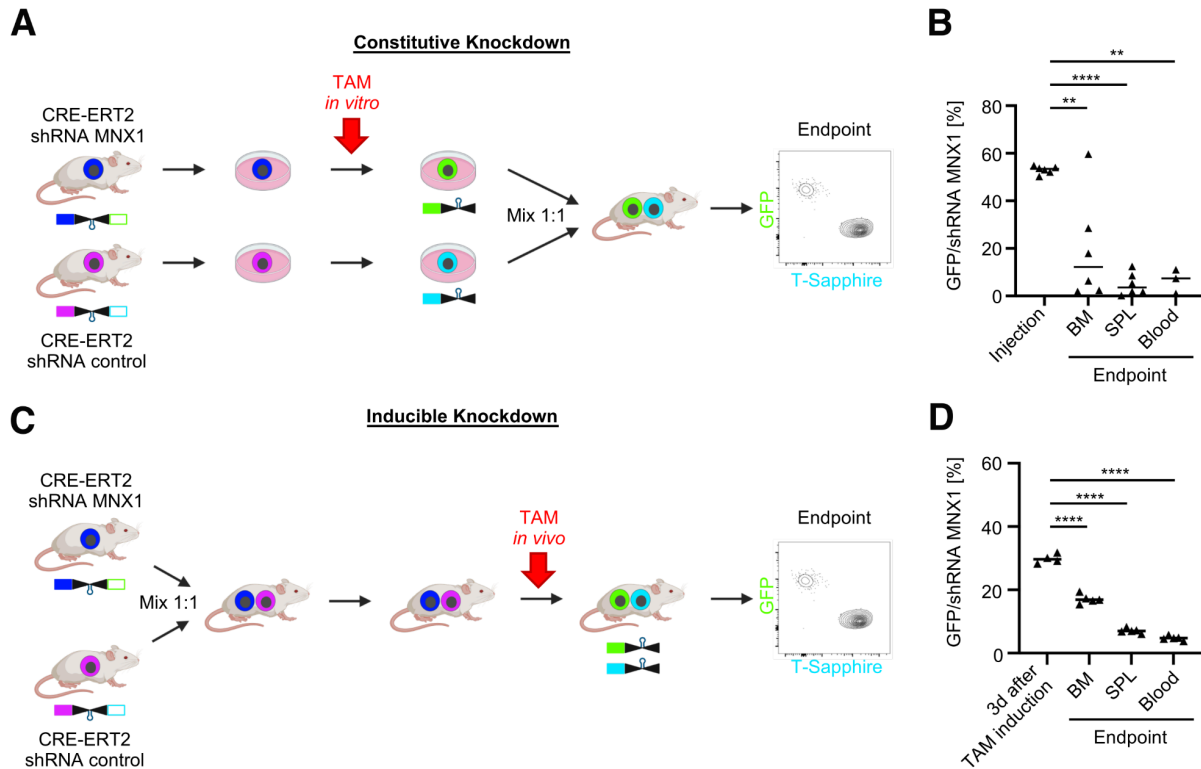 A
Constitutive Knockdown
CRE-ERT2
shRNA MNX1
TAM
in vitro
Mix 1:1
CRE-ERT2
shRNA control
Endpoint
GFP
T-Sapphire
B
GFP/shRNA MNX1 [%]
80
60
40
20
0
**
****
**
Injection
BM
SPL
Blood
Endpoint
C
Inducible Knockdown
CRE-ERT2
shRNA MNX1
Mix 1:1
CRE-ERT2
shRNA control
TAM
in vivo
Endpoint
GFP
T-Sapphire
D
GFP/shRNA MNX1 [%]
60
40
20
0
****
****
****
3d after
TAM induction
BM
SPL
Blood
Endpoint